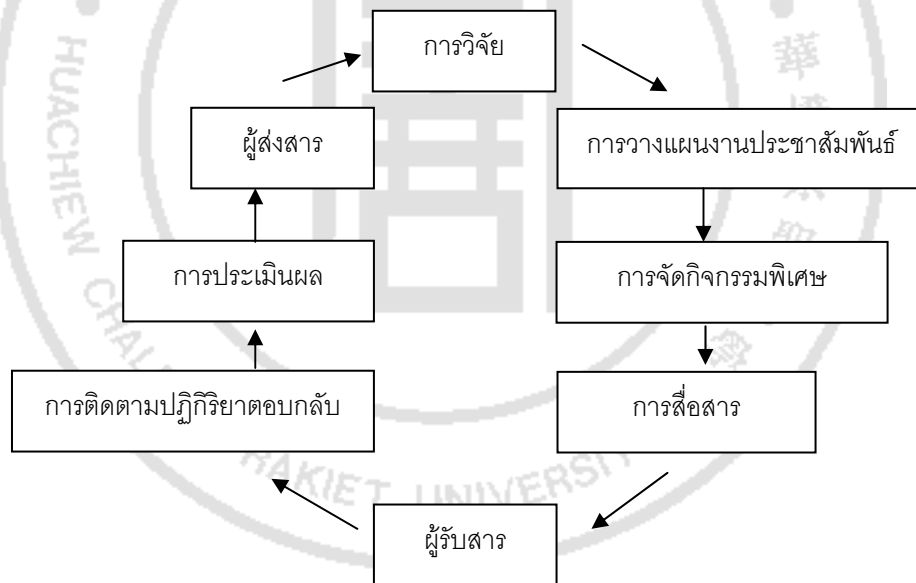 การวิจัย
ผู้ส่งสาร
การวางแผนงานประชาสัมพันธ์
การประเมินผล
การจัดกิจกรรมพิเศษ
การติดตามปฏิกิริยาตอบกลับ
การสื่อสาร
ผู้รับสาร
HUACHIEW
UNIVERSITY
華